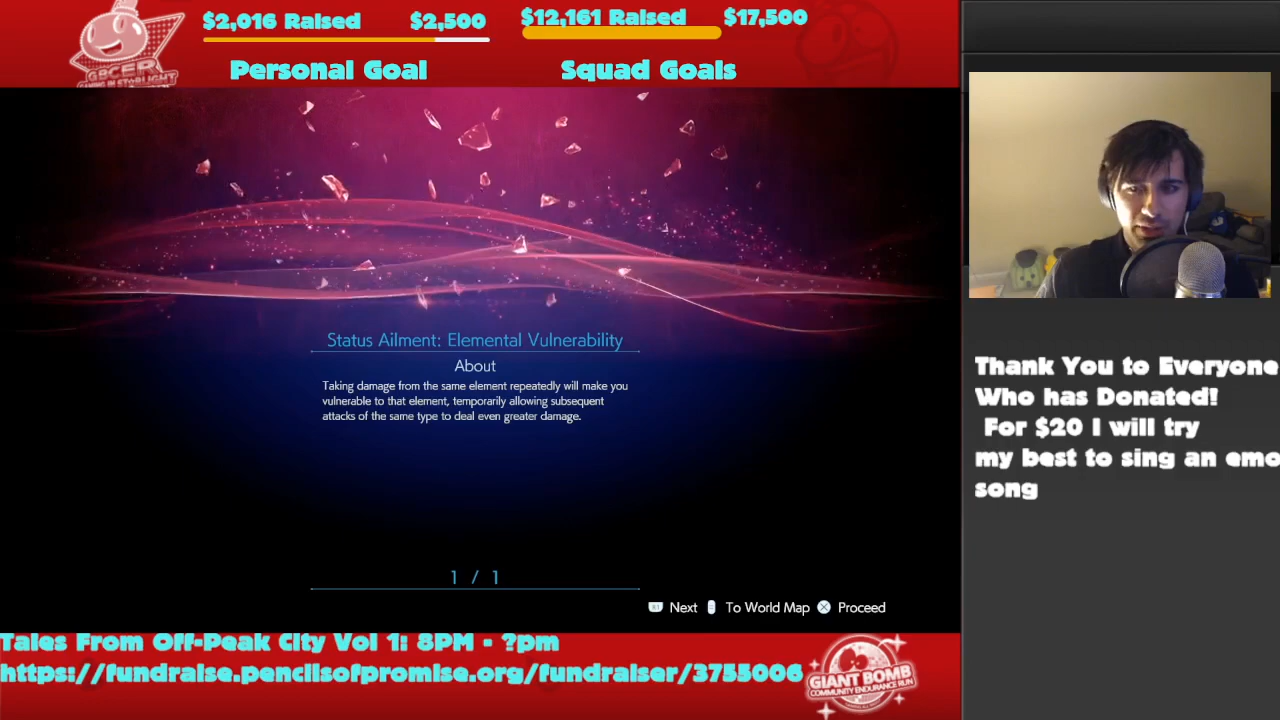 $2,016 Raised $2,500 $12,161 Raised $17,500
Personal Goal Squad Goals
GBCER
Status Ailment: Elemental Vulnerability
About
Taking damage from the same element repeatedly will make you
vulnerable to that element, temporarily allowing subsequent
attacks of the same type to deal even greater damage.
1 / 1
Next To World Map Proceed
Thank You to Everyone
Who has Donated!
For $20 I will try
my best to sing an emo
song
Tales From Off-Peak City Vol 1: 8PM - ?pm
https://fundraise.pencilsofpromise.org/fundraiser/3755006
GIANT BOMB
COMMUNITY ENDURANCE RUN